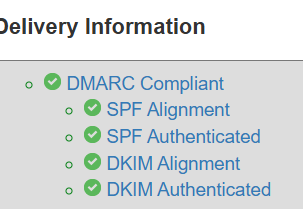 Delivery Information
DMARC Compliant
SPF Alignment
SPF Authenticated
DKIM Alignment
DKIM Authenticated